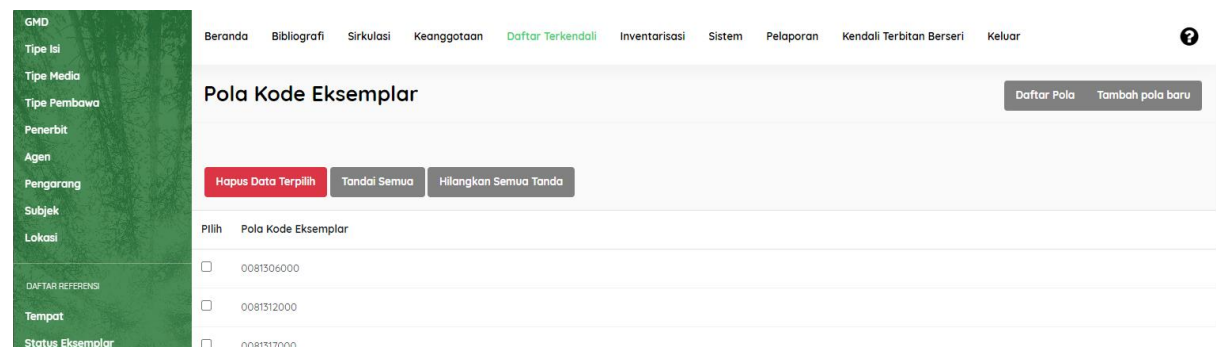 GMD
Tipe Isi
Tipe Media
Tipe Pembawa
Penerbit
Agen
Pengarang
Subjek
Lokasi
DAFTAR REFERENSI
Tempat
Status Eksemplar
Beranda Bibliografi Sirkulasi Keanggotaan Daftar Terkendali Inventarisasi Sistem Pelaporan Kendali Terbitan Berseri Keluar
Pola Kode Eksemplar
Daftar Pola Tambah pola baru
Hapus Data Terpilih Tandai Semua Hilangkan Semua Tanda
PIlih Pola Kode Eksemplar
0081306000
0081312000
0081317000